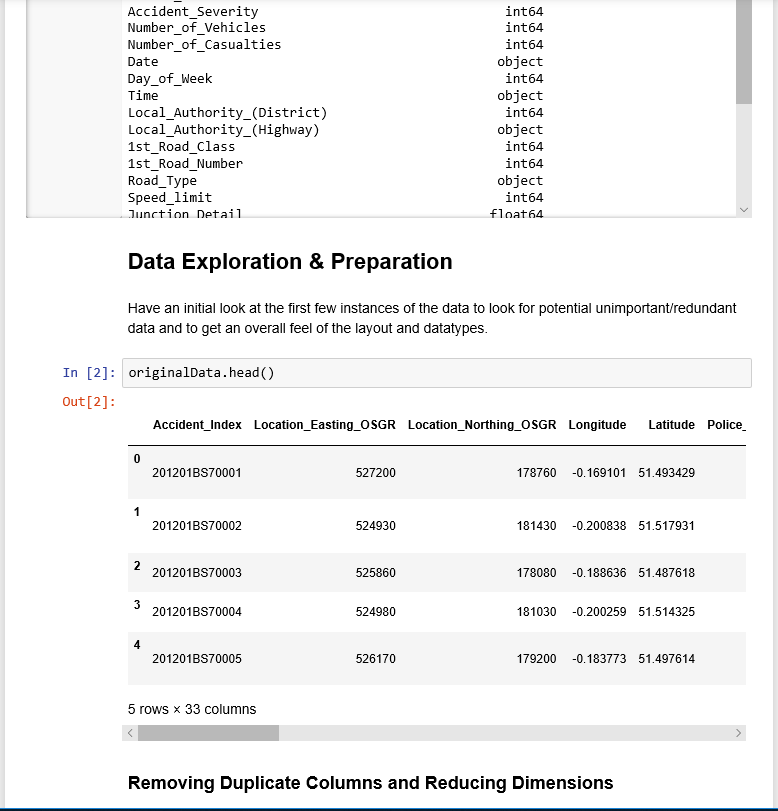 Accident_Severity int64
Number_of_Vehicles int64
Number_of_Casualties int64
Date object
Day_of_Week int64
Time object
Local_Authority_(District) int64
Local_Authority_(Highway) object
1st_Road_Class int64
1st_Road_Number int64
Road_Type object
Speed_limit int64
Junction_Detail float64
Data Exploration & Preparation
Have an initial look at the first few instances of the data to look for potential unimportant/redundant
data and to get an overall feel of the layout and datatypes.
In [2]: originalData.head()
Out[2]:
Accident_Index Location_Easting_OSGR Location_Northing_OSGR Longitude Latitude Police_
0 201201BS70001 527200 178760 -0.169101 51.493429
1 201201BS70002 524930 181430 -0.200838 51.517931
2 201201BS70003 525860 178080 -0.188636 51.487618
3 201201BS70004 524980 181030 -0.200259 51.514325
4 201201BS70005 526170 179200 -0.183773 51.497614
5 rows × 33 columns
Removing Duplicate Columns and Reducing Dimensions